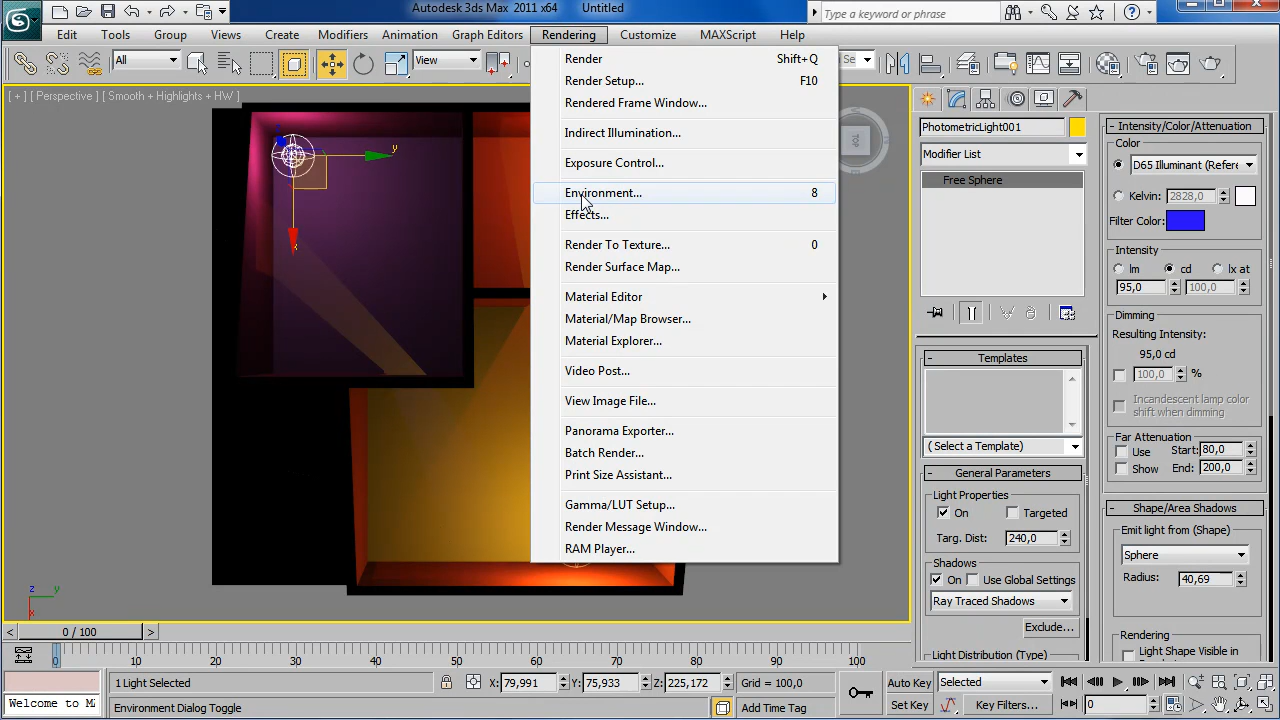 Autodesk 3ds Max 2011 x64 Untitled
Type a keyword or phrase
Edit Tools Group Views Create Modifiers Animation Graph Editors Rendering Customize MAXScript Help
All
View
Se
[ + ] [ Perspective ] [ Smooth + Highlights + HW ]
TOP
y
x
Render Shift+Q
Render Setup... F10
Rendered Frame Window...
Indirect Illumination...
Exposure Control...
Environment... 8
Effects...
Render To Texture... 0
Render Surface Map...
Material Editor
Material/Map Browser...
Material Explorer...
Video Post...
View Image File...
Panorama Exporter...
Batch Render...
Print Size Assistant...
Gamma/LUT Setup...
Render Message Window...
RAM Player...
PhotometricLight001
Modifier List
Free Sphere
- Templates
( Select a Template)
- General Parameters
Light Properties
On Targeted
Targ. Dist: 240,0
Shadows
On Use Global Settings
Ray Traced Shadows
Exclude...
- Light Distribution (Type)
- Intensity/Color/Attenuation
Color
D65 Illuminant (Refere
Kelvin: 2828,0
Filter Color:
Intensity
lm cd lx at
95,0 100,0
Dimming
Resulting Intensity:
95,0 cd
100,0 %
Incandescent lamp color
shift when dimming
Far Attenuation
Use Start: 80,0
Show End: 200,0
- Shape/Area Shadows
Emit light from (Shape)
Sphere
Radius: 40,69
Rendering
Light Shape Visible in
z
y
x
< 0 / 100 >
0 10 20 30 40 50 60 70 80 90 100
1 Light Selected X: 79,991 Y: 75,933 Z: 225,172 Grid = 100,0 Auto Key Selected
Welcome to MA Environment Dialog Toggle Add Time Tag Set Key Key Filters... 0